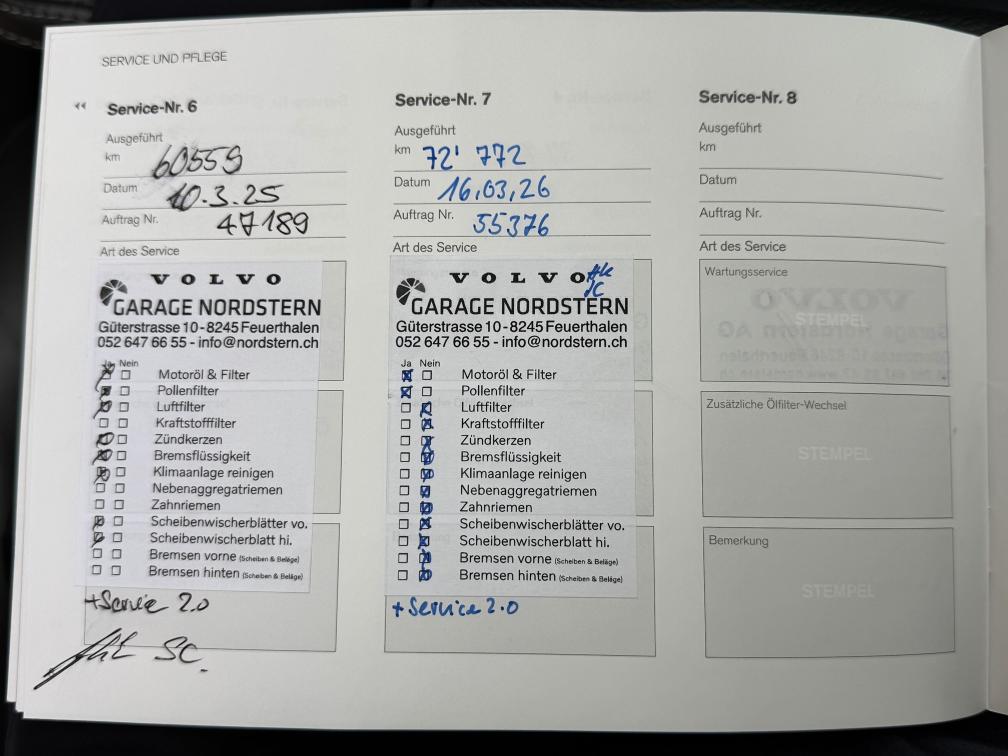 SERVICE UND PFLEGE
Service-Nr. 6
Ausgeführt
km 60559
Datum 10.3.25
Auftrag Nr. 47189
Art des Service
VOLVO
GARAGE NORDSTERN
Güterstrasse 10 - 8245 Feuerthalen
052 647 66 55 - info@nordstern.ch
Ja Nein
Motoröl & Filter
Pollenfilter
Luftfilter
Kraftstofffilter
Zündkerzen
Bremsflüssigkeit
Klimaanlage reinigen
Nebenaggregatriemen
Zahnriemen
Scheibenwischerblätter vo.
Scheibenwischerblatt hi.
Bremsen vorne (Scheiben & Beläge)
Bremsen hinten (Scheiben & Beläge)
+Service 2.0
SC.
Service-Nr. 7
Ausgeführt
km 72'772
Datum 16,03,26
Auftrag Nr. 55376
Art des Service
VOLVO
GARAGE NORDSTERN
Güterstrasse 10 - 8245 Feuerthalen
052 647 66 55 - info@nordstern.ch
Ja Nein
Motoröl & Filter
Pollenfilter
Luftfilter
Kraftstofffilter
Zündkerzen
Bremsflüssigkeit
Klimaanlage reinigen
Nebenaggregatriemen
Zahnriemen
Scheibenwischerblätter vo.
Scheibenwischerblatt hi.
Bremsen vorne (Scheiben & Beläge)
Bremsen hinten (Scheiben & Beläge)
+ Service 2.0
Service-Nr. 8
Ausgeführt
km
Datum
Auftrag Nr.
Art des Service
Wartungsservice
STEMPEL
Zusätzliche Ölfilter-Wechsel
STEMPEL
Bemerkung
STEMPEL